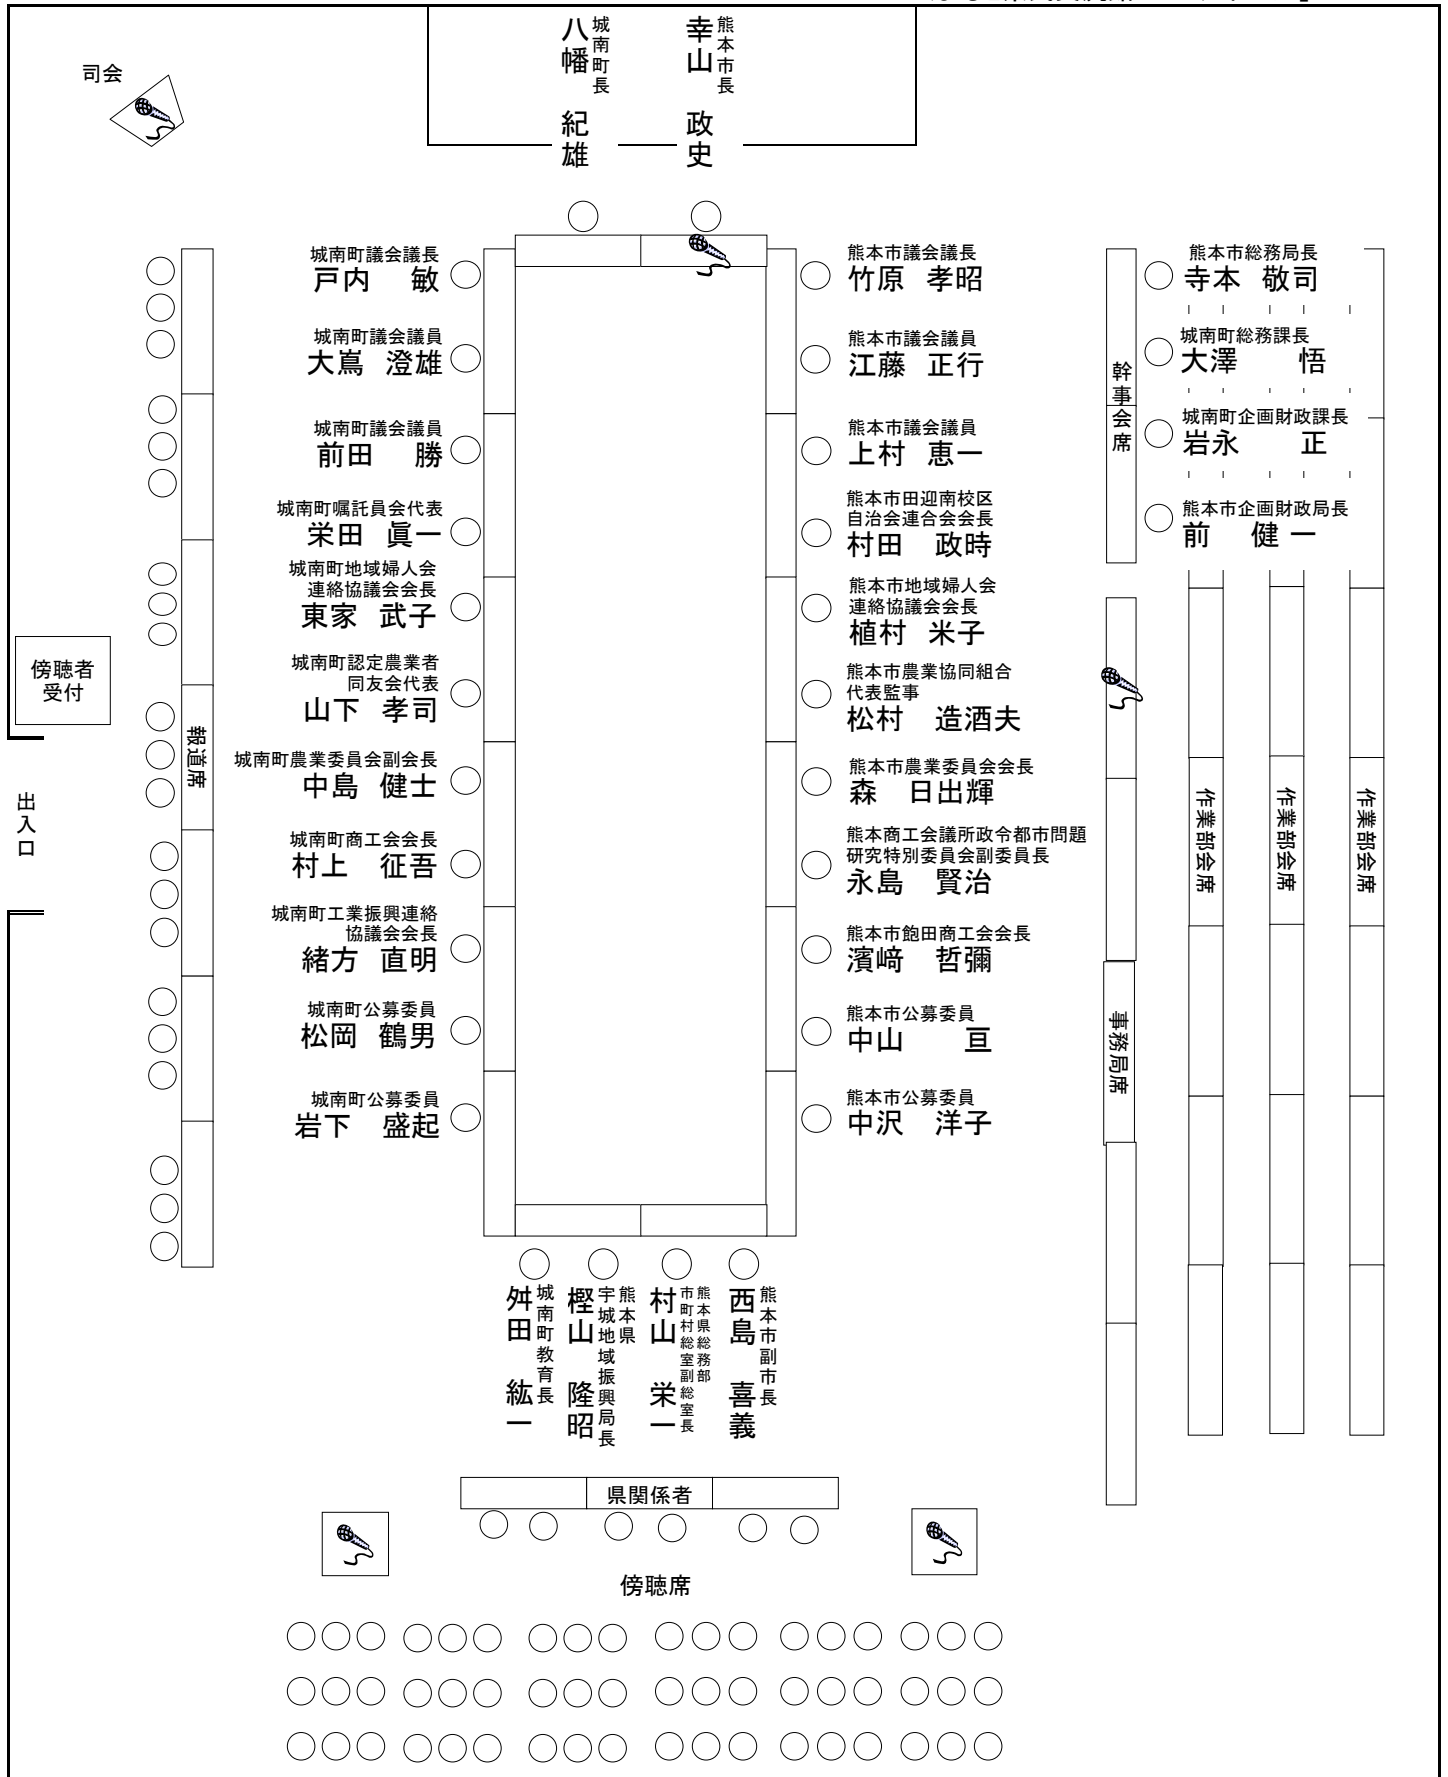 司会
熊本市長
幸山　政史
城南町長
八幡　紀雄
城南町議会議長
戸内　敏
城南町議会議員
大嶌　澄雄
城南町議会議員
前田　勝
城南町嘱託員会代表
栄田　眞一
城南町地域婦人会
連絡協議会会長
東家　武子
城南町認定農業者
同友会代表
山下　孝司
城南町農業委員会副会長
中島　健士
城南町商工会会長
村上　征吾
城南町工業振興連絡
協議会会長
緒方　直明
城南町公募委員
松岡　鶴男
城南町公募委員
岩下　盛起
熊本市議会議長
竹原　孝昭
熊本市議会議員
江藤　正行
熊本市議会議員
上村　恵一
熊本市田迎南校区
自治会連合会会長
村田　政時
熊本市地域婦人会
連絡協議会会長
植村　米子
熊本市農業協同組合
代表監事
松村　造酒夫
熊本市農業委員会会長
森　日出輝
熊本商工会議所政令都市問題
研究特別委員会副委員長
永島　賢治
熊本市飽田商工会会長
濱﨑　哲彌
熊本市公募委員
中山　亘
熊本市公募委員
中沢　洋子
幹事会席
熊本市総務局長
寺本　敬司
城南町総務課長
大澤　悟
城南町企画財政課長
岩永　正
熊本市企画財政局長
前　健一
傍聴者
受付
出入口
報道席
事務局席
作業部会席
作業部会席
作業部会席
熊本市副市長
西島　喜義
熊本県総務部
市町村総室副総室長
村山　栄一
熊本県
宇城地域振興局長
樫山　隆昭
城南町教育長
舛田　紘一
県関係者
傍聴席